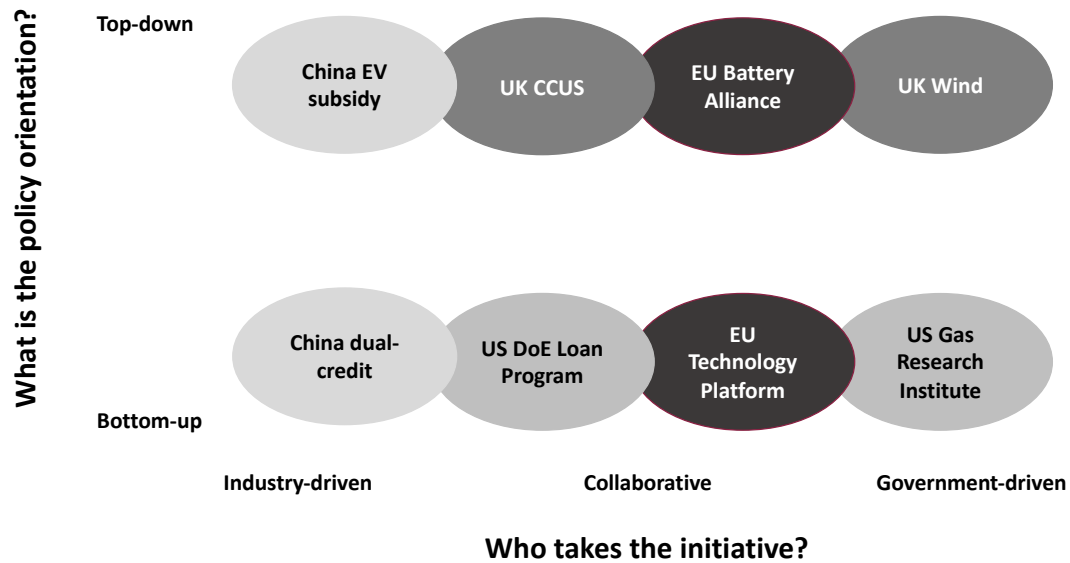 What is the policy orientation?
Top-down
China EV
subsidy
UK CCUS
EU Battery
Alliance
UK Wind
China dual-
credit
US DoE Loan
Program
EU
Technology
Platform
US Gas
Research
Institute
Bottom-up
Industry-driven
Collaborative
Government-driven
Who takes the initiative?